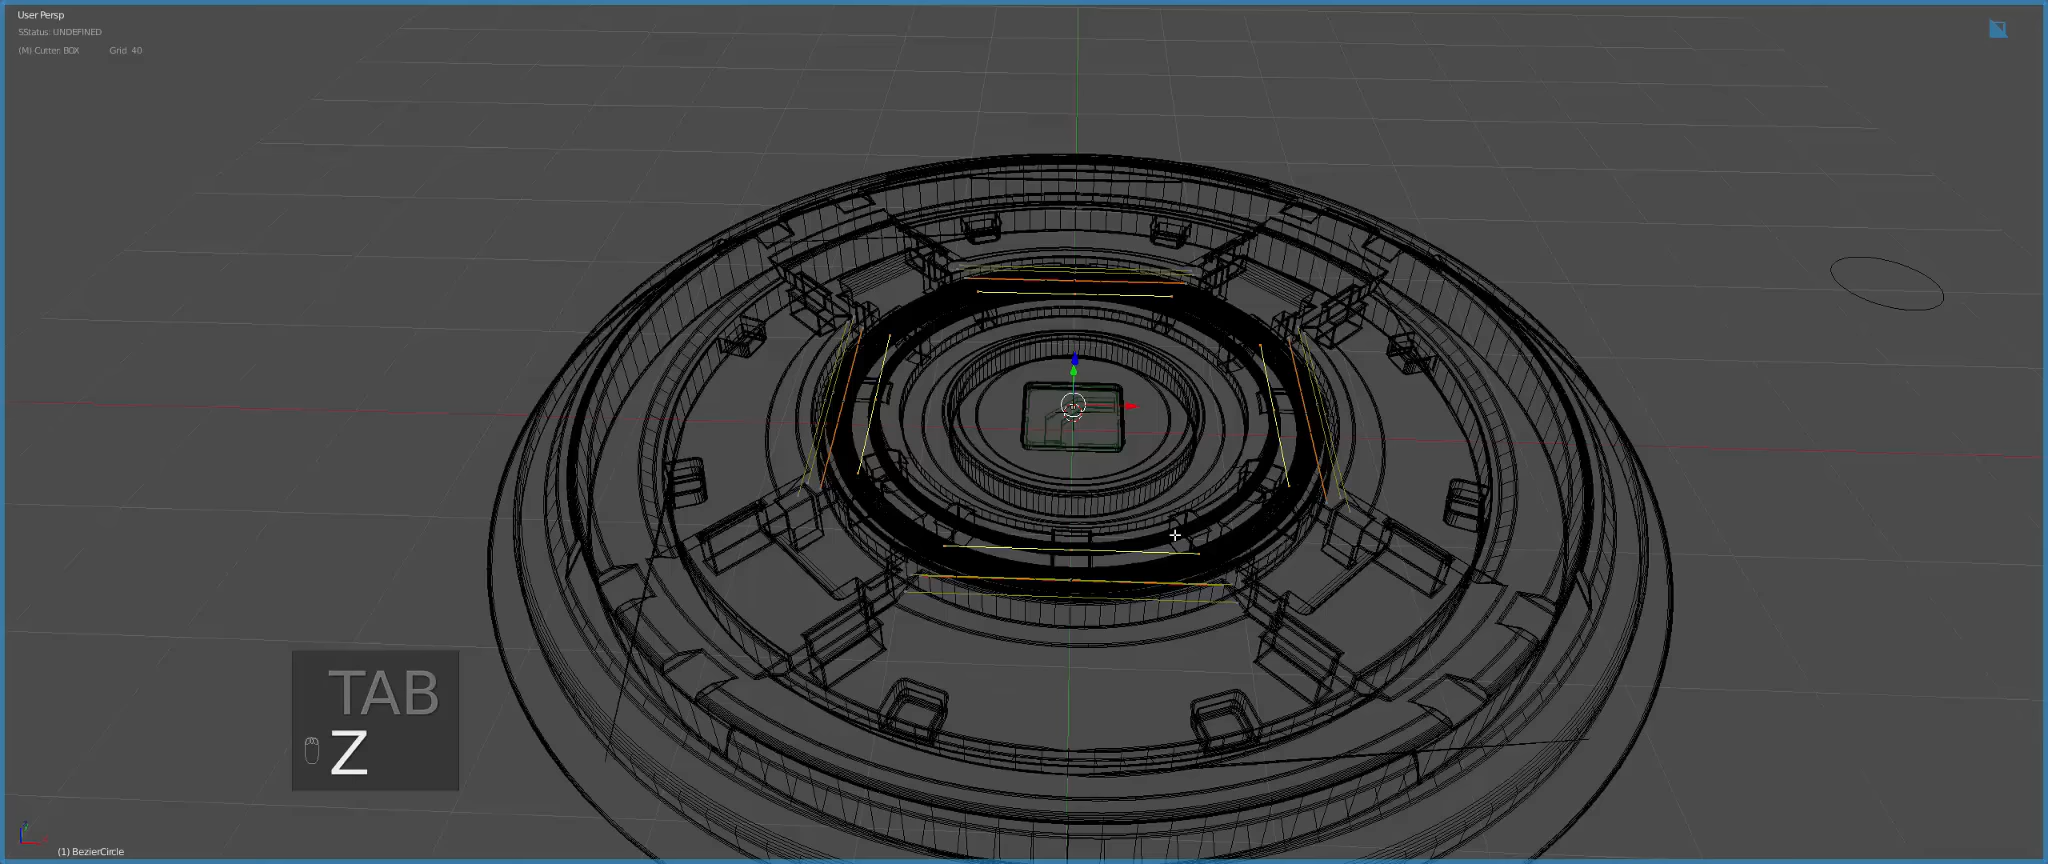 User Persp
SStatus: UNDEFINED
(M) Cutter: BOX Grid: 40
TAB
Z
(1) BezierCircle